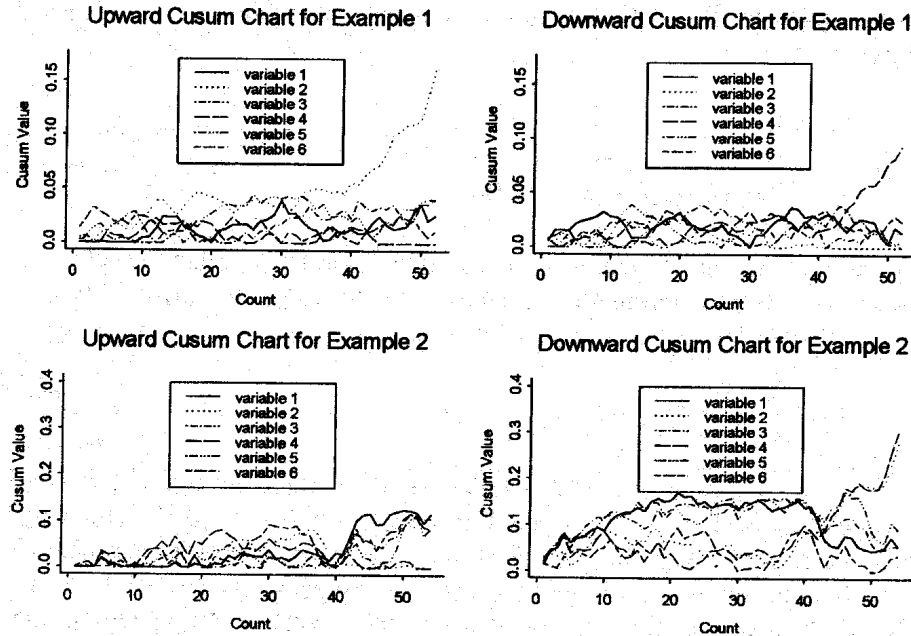 Upward Cusum Chart for Example 1
Cusum Value
0.15
0.10
0.05
0.0
variable 1
variable 2
variable 3
variable 4
variable 5
variable 6
0 10 20 30 40 50
Count
Downward Cusum Chart for Example 1
Cusum Value
0.15
0.10
0.05
0.0
variable 1
variable 2
variable 3
variable 4
variable 5
variable 6
0 10 20 30 40 50
Count
Upward Cusum Chart for Example 2
Cusum Value
0.4
0.3
0.2
0.1
0.0
variable 1
variable 2
variable 3
variable 4
variable 5
variable 6
0 10 20 30 40 50
Count
Downward Cusum Chart for Example 2
Cusum Value
0.4
0.3
0.2
0.1
0.0
variable 1
variable 2
variable 3
variable 4
variable 5
variable 6
0 10 20 30 40 50
Count